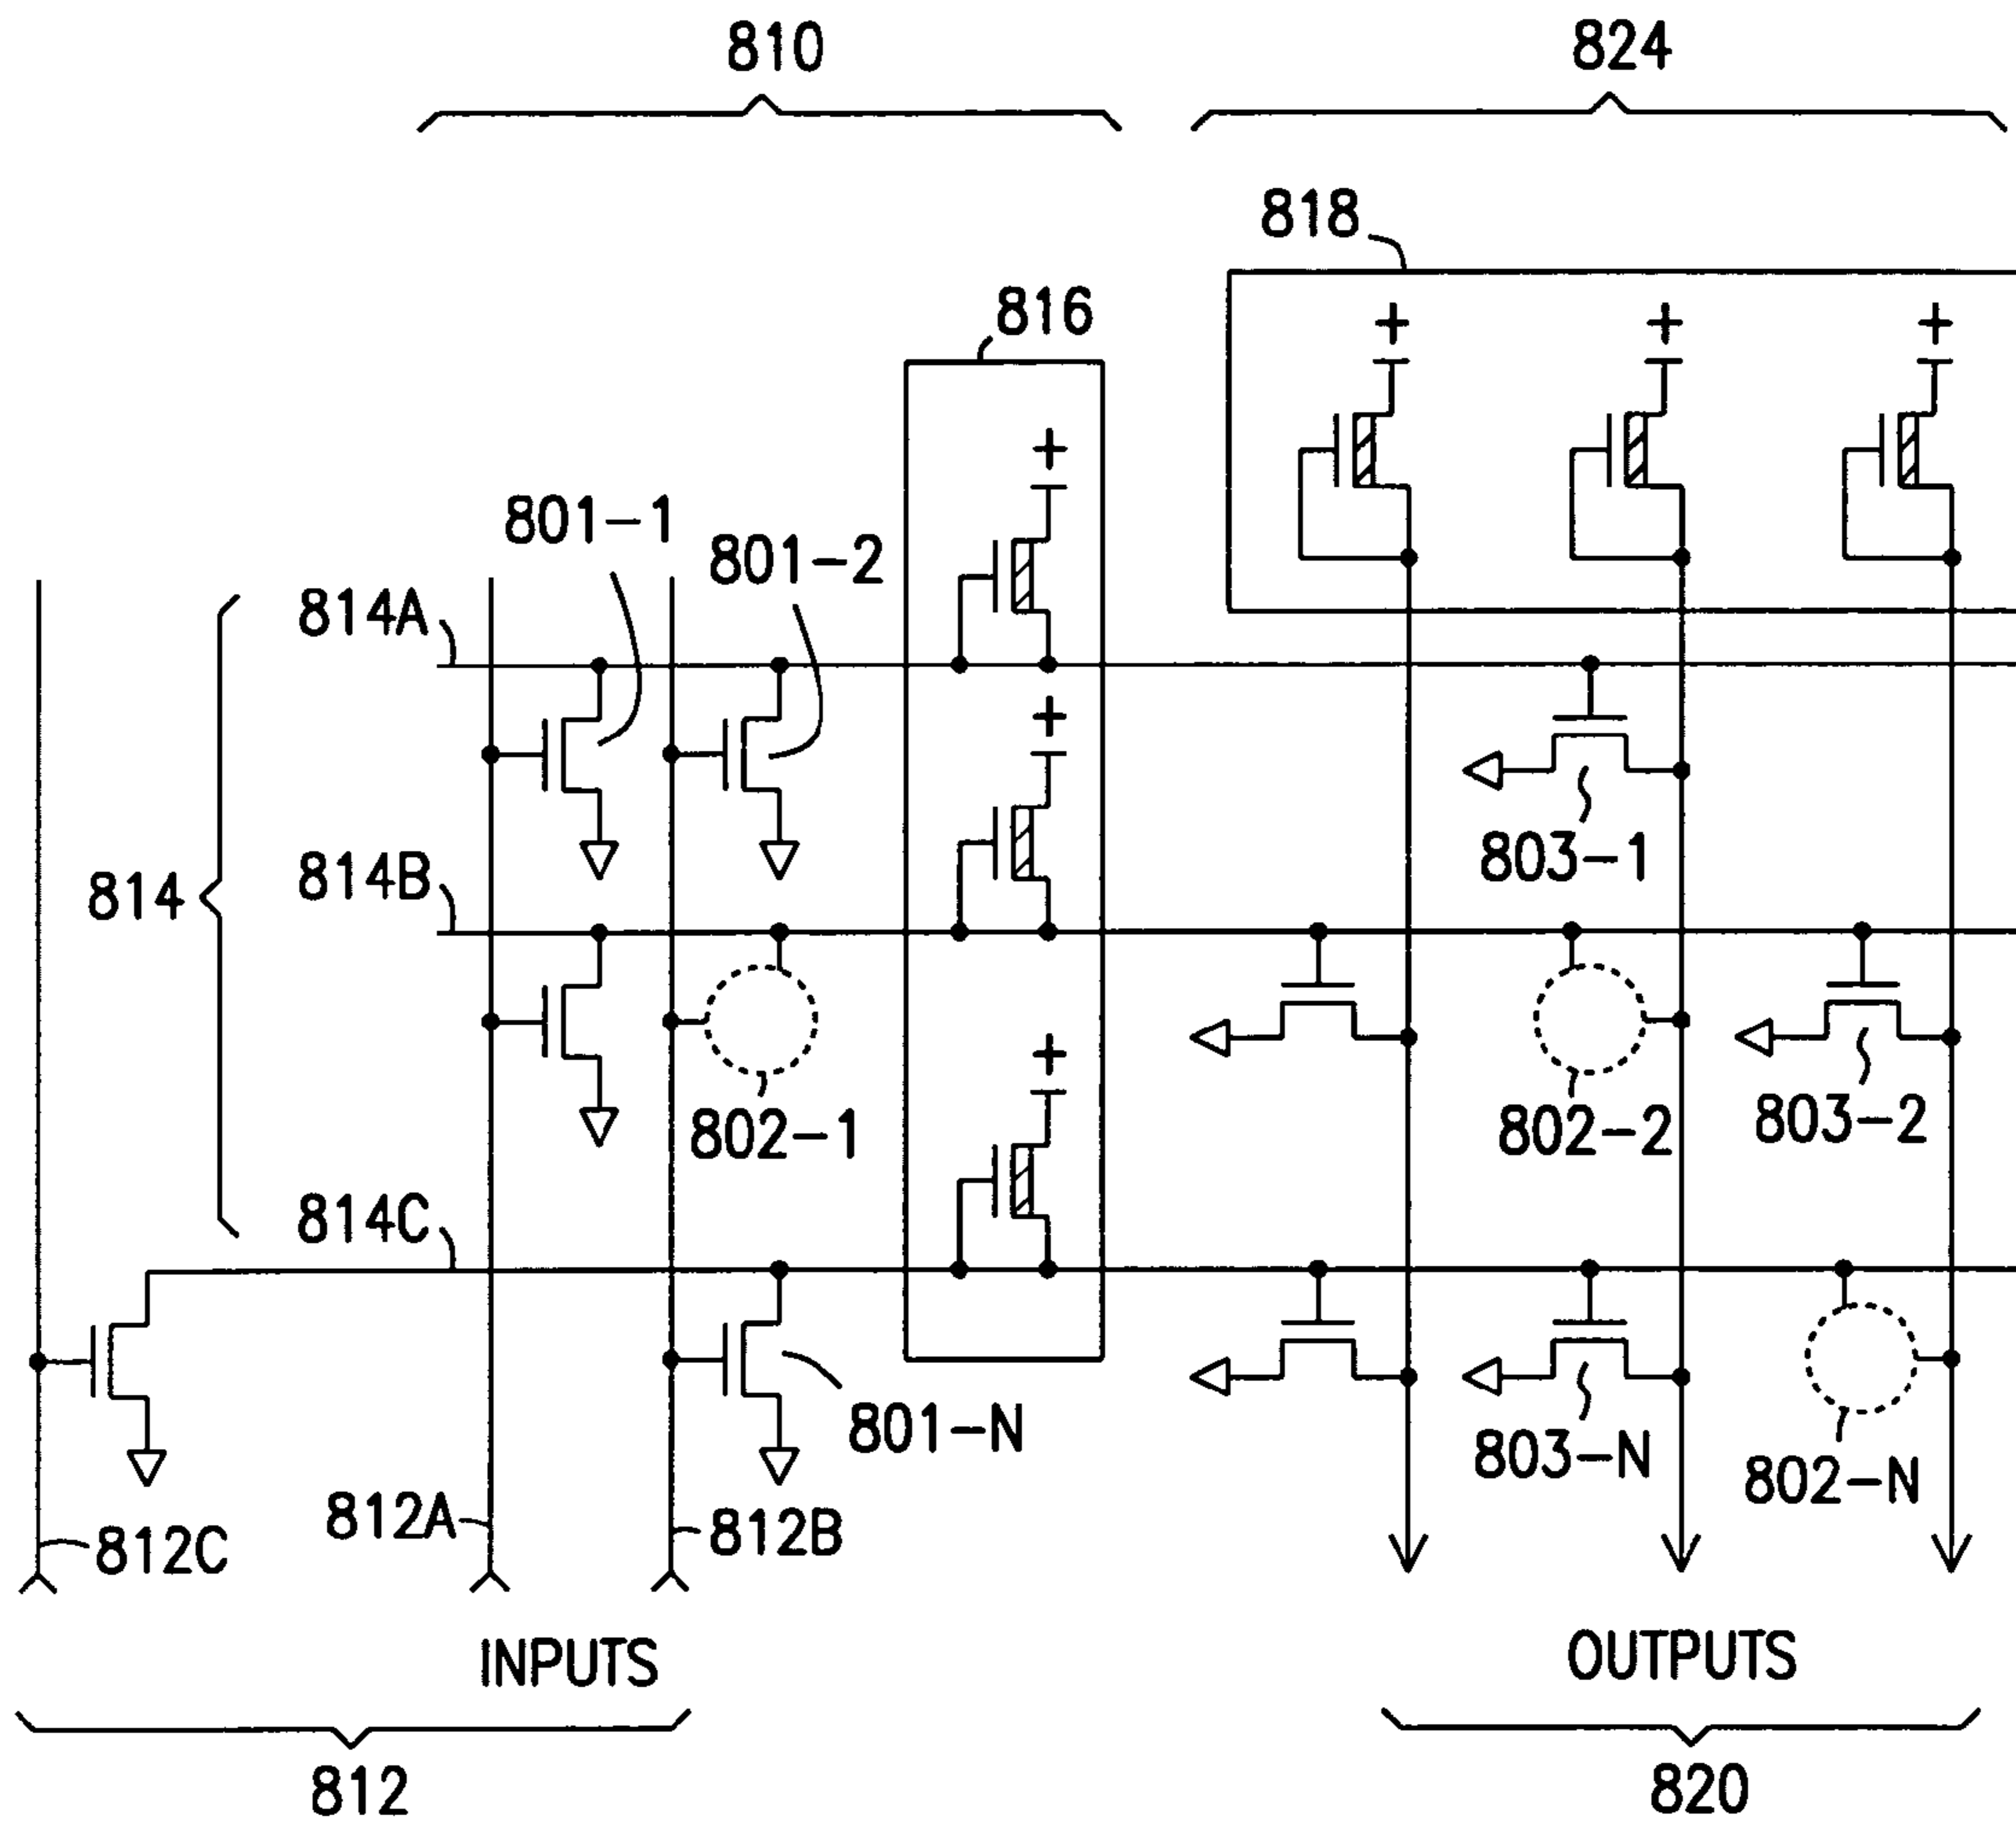 810
824
818
816
+ + +
+
801-1
801-2
814A
+
803-1
814B
814
+
802-1
802-2
803-2
814C
801-N
803-N
802-N
812A
812B
812C
INPUTS
OUTPUTS
812
820